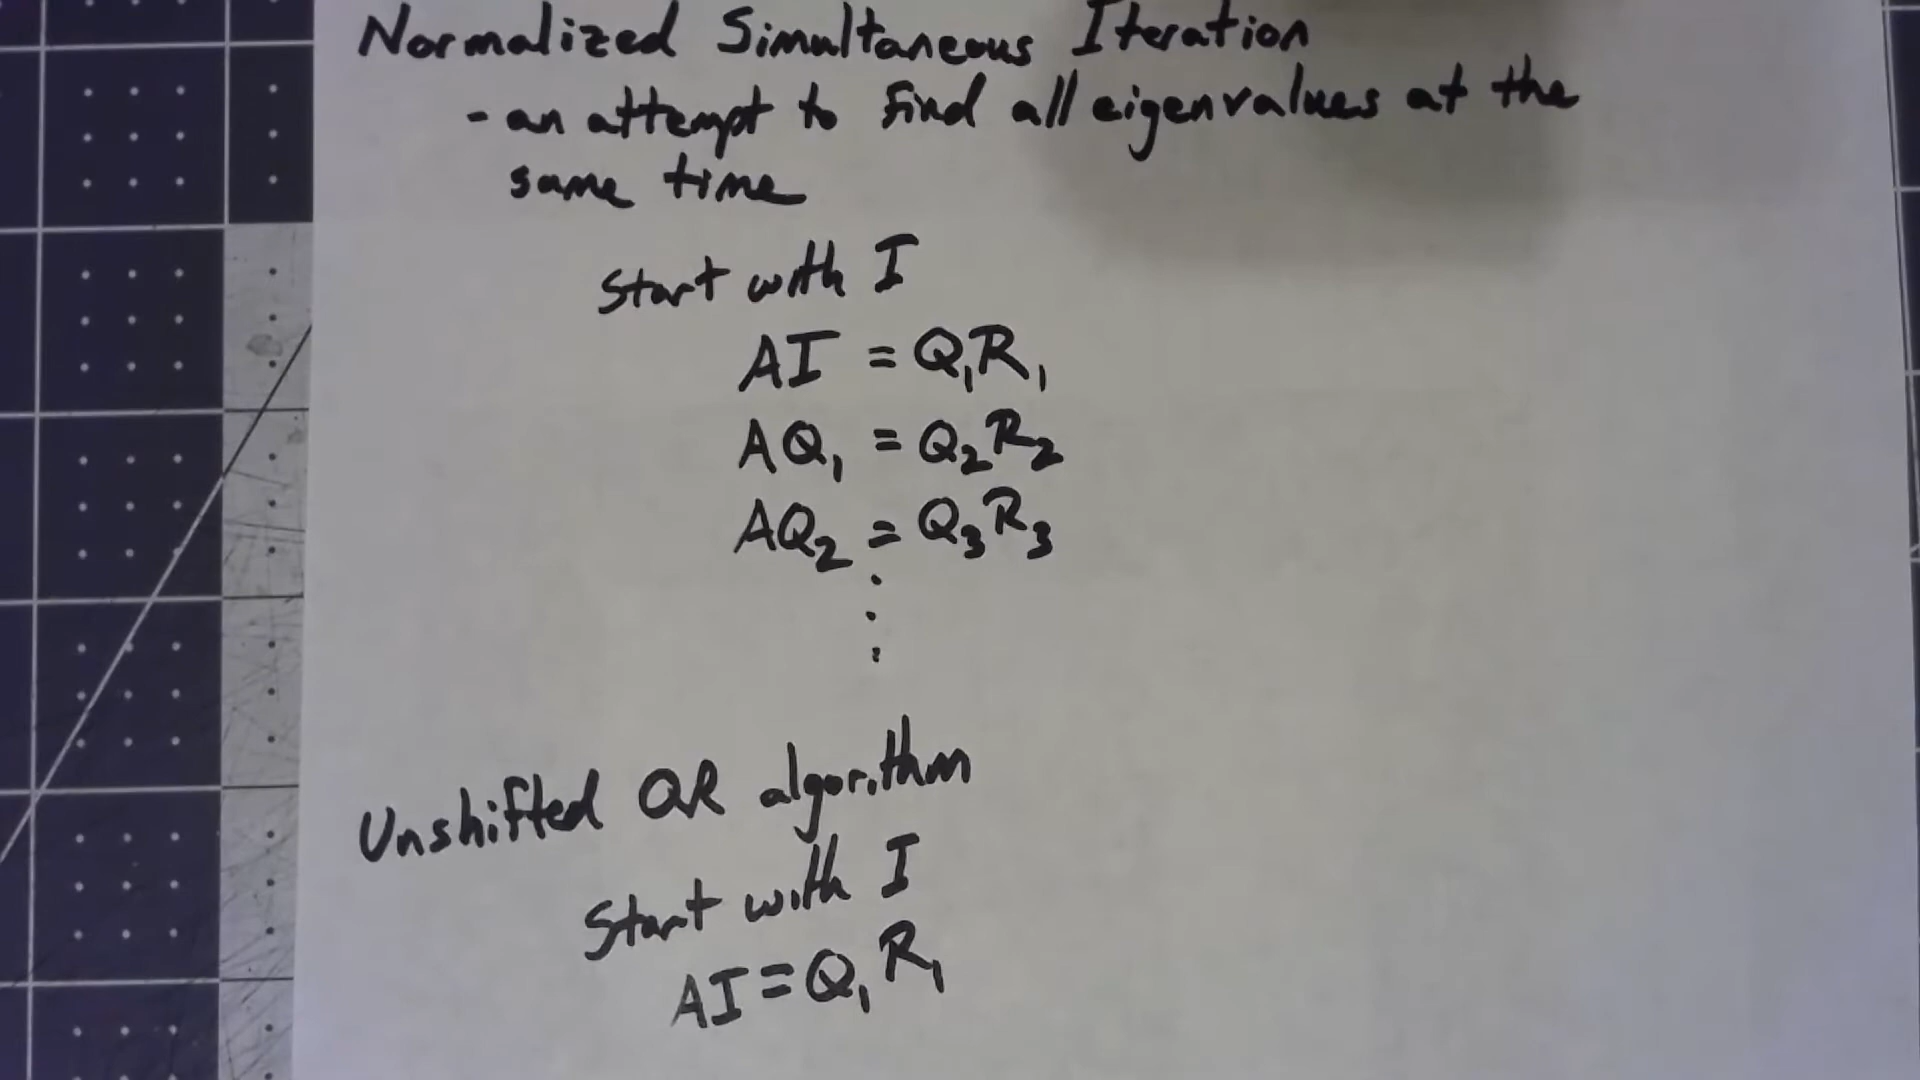 Normalized Simultaneous Iteration
- an attempt to find all eigenvalues at the
same time
Start with I
AI = Q₁R₁
AQ₁ = Q₂R₂
AQ₂ = Q₃R₃
⋮
Unshifted QR algorithm
Start with I
AI = Q₁R₁